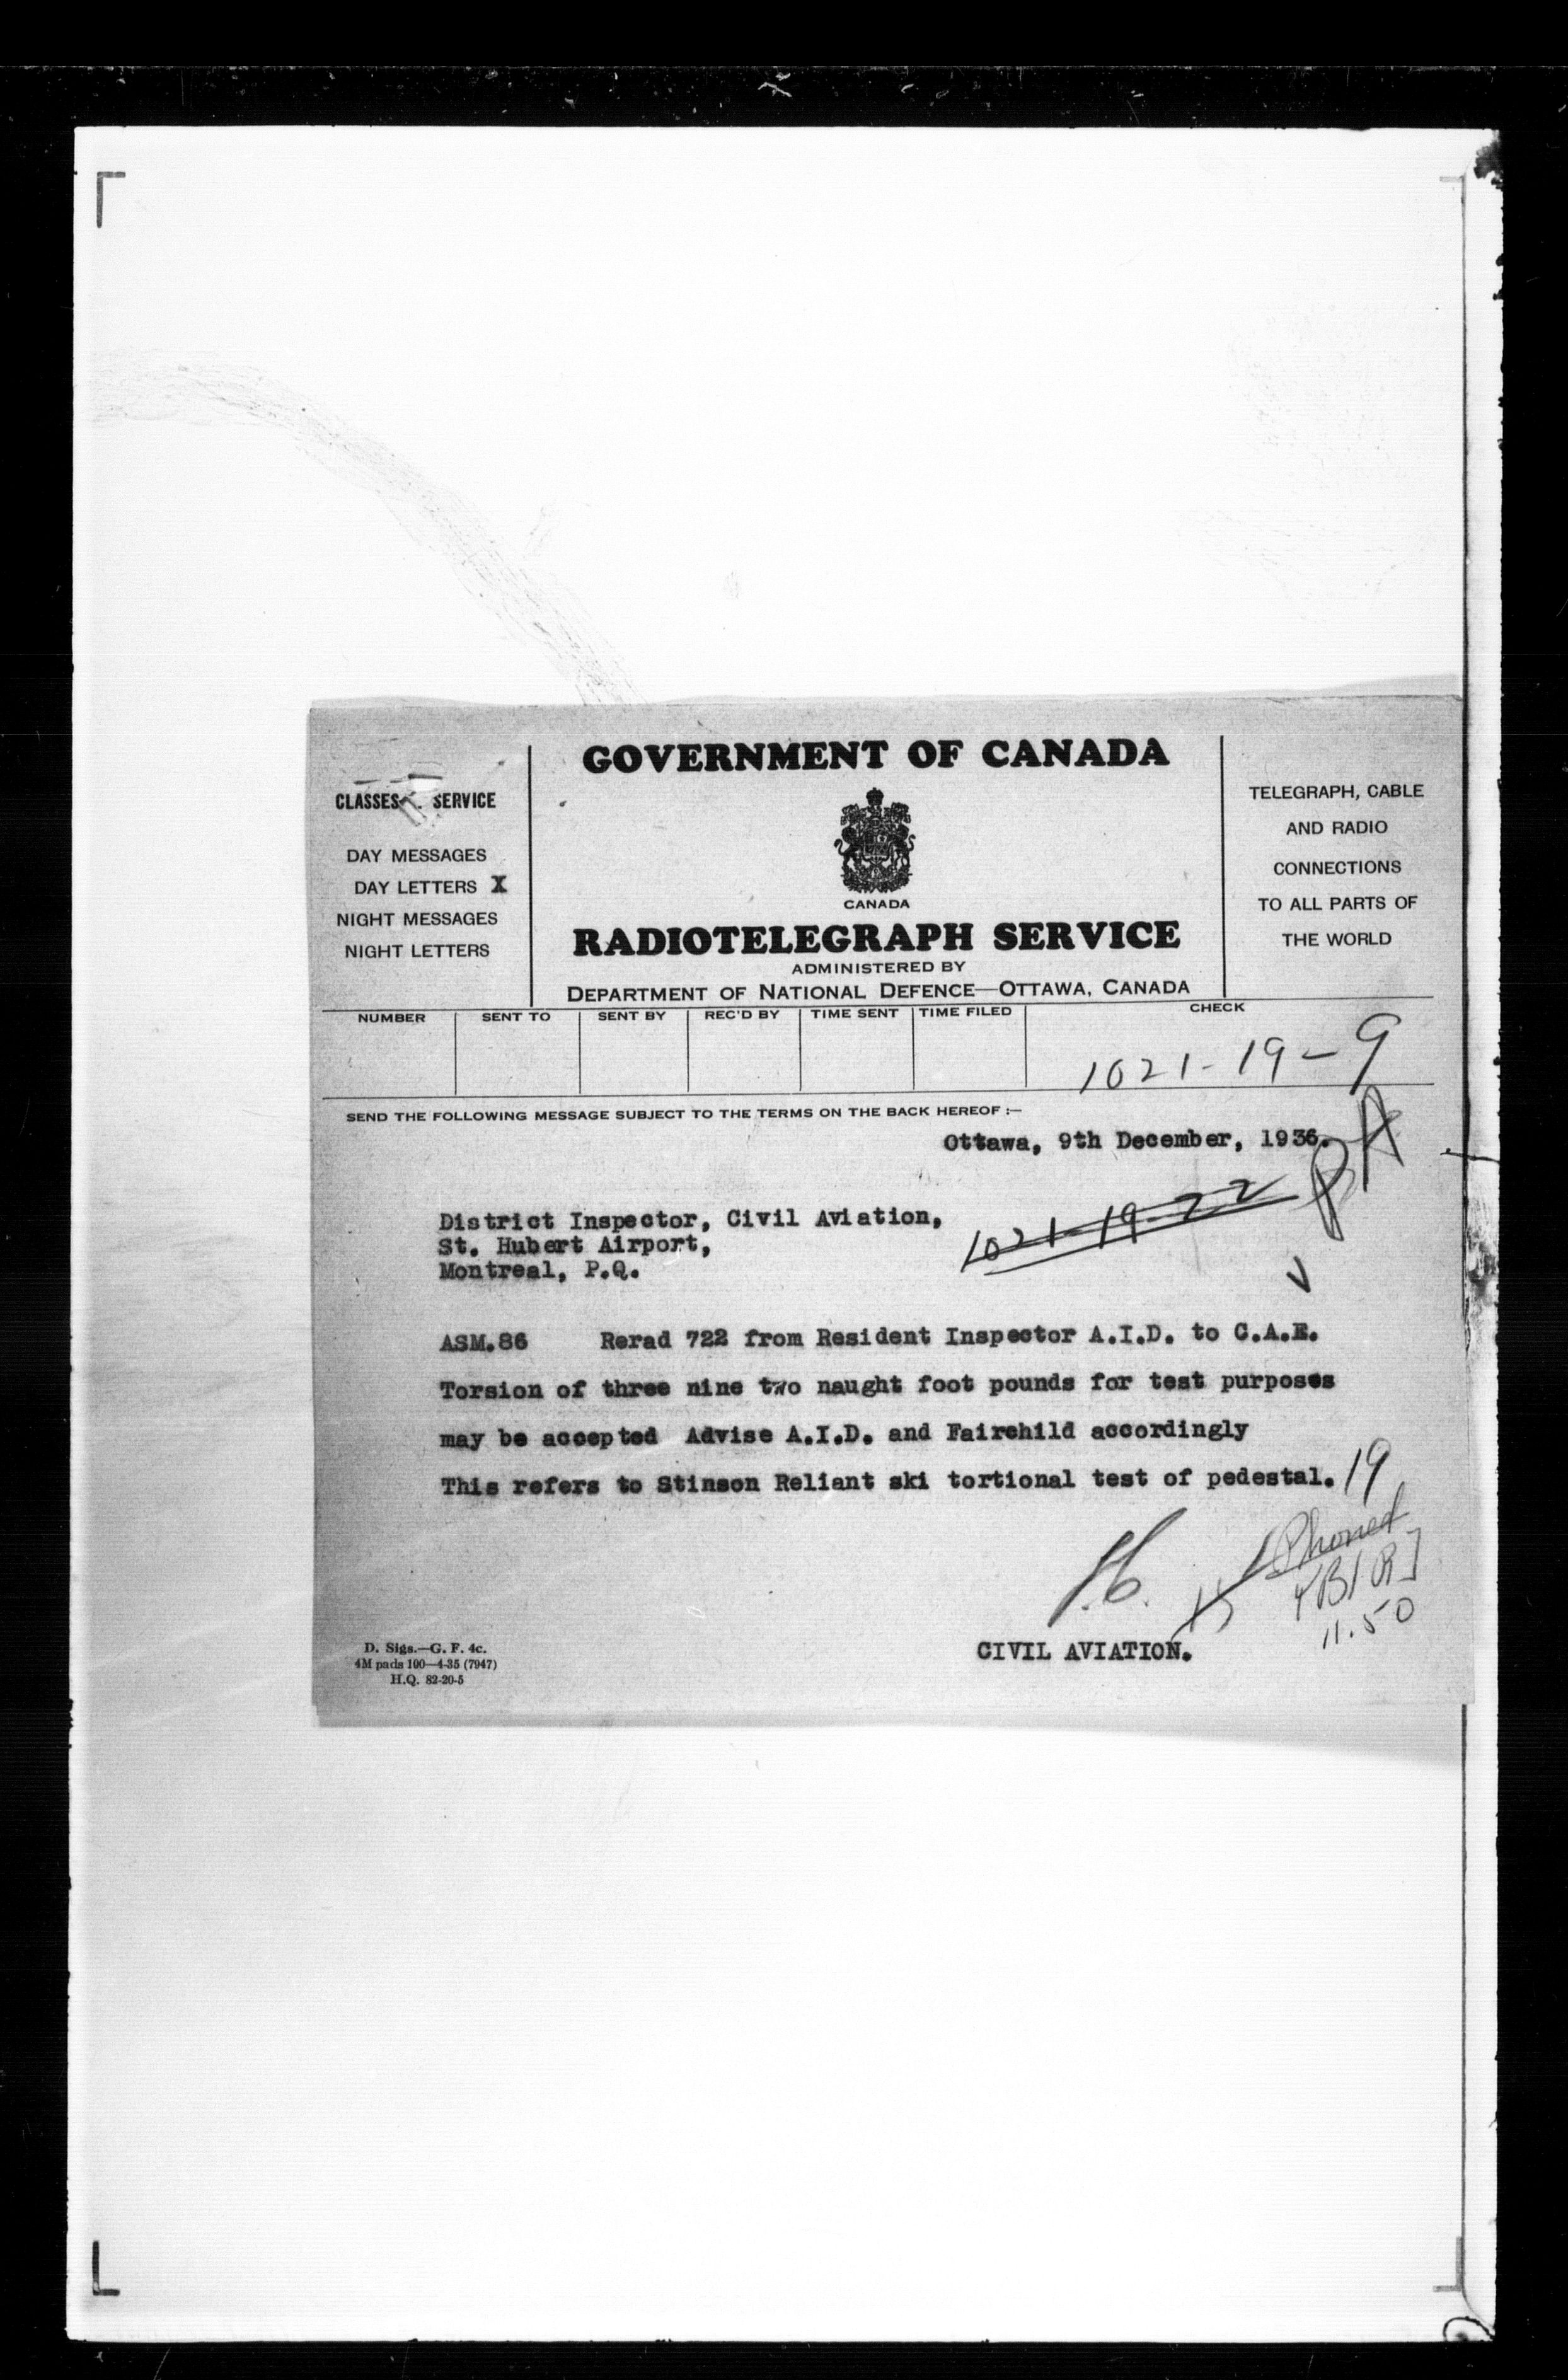 GOVERNMENT OF CANADA
CLASSES SERVICE
DAY MESSAGES
DAY LETTERS X
NIGHT MESSAGES
NIGHT LETTERS
CANADA
RADIOTELEGRAPH SERVICE
ADMINISTERED BY
DEPARTMENT OF NATIONAL DEFENCE—OTTAWA, CANADA
TELEGRAPH, CABLE
AND RADIO
CONNECTIONS
TO ALL PARTS OF
THE WORLD
NUMBER SENT TO SENT BY REC'D BY TIME SENT TIME FILED CHECK
1021-19-9
SEND THE FOLLOWING MESSAGE SUBJECT TO THE TERMS ON THE BACK HEREOF :—
Ottawa, 9th December, 1936.
1021-19-22
District Inspector, Civil Aviation,
St. Hubert Airport,
Montreal, P.Q.
ASM.86 Rerad 722 from Resident Inspector A.I.D. to C.A.E.
Torsion of three nine two naught foot pounds for test purposes
may be accepted Advise A.I.D. and Fairchild accordingly
This refers to Stinson Reliant ski tortional test of pedestal. 19
Phoned
11.50
CIVIL AVIATION.
D. Sigs.—G. F. 4c.
4M pads 100—4-35 (7947)
H.Q. 82-20-5